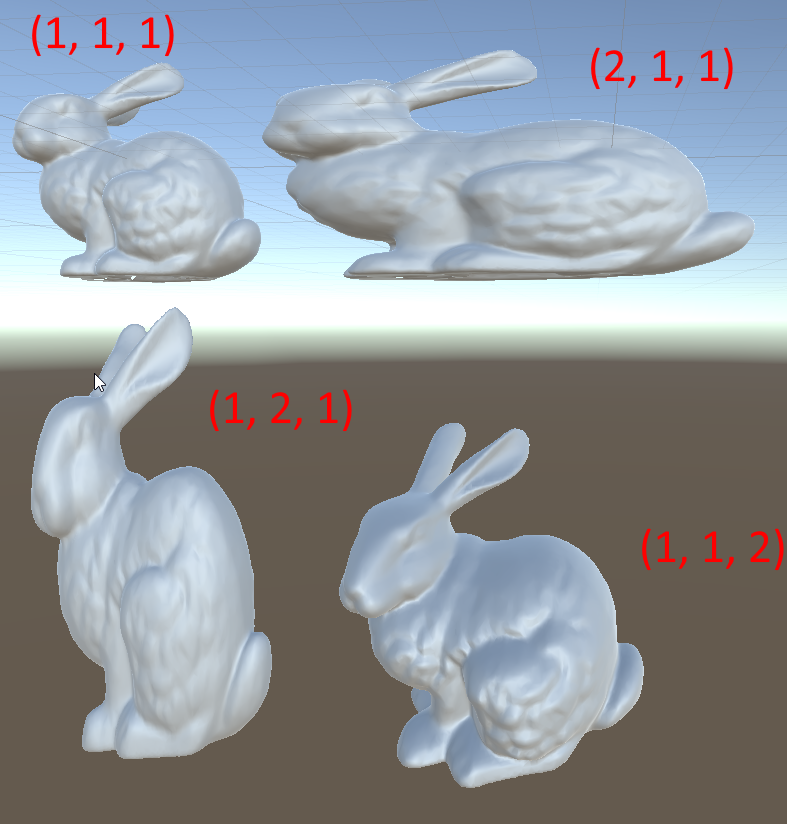 (1, 1, 1)
(2, 1, 1)
(1, 2, 1)
(1, 1, 2)